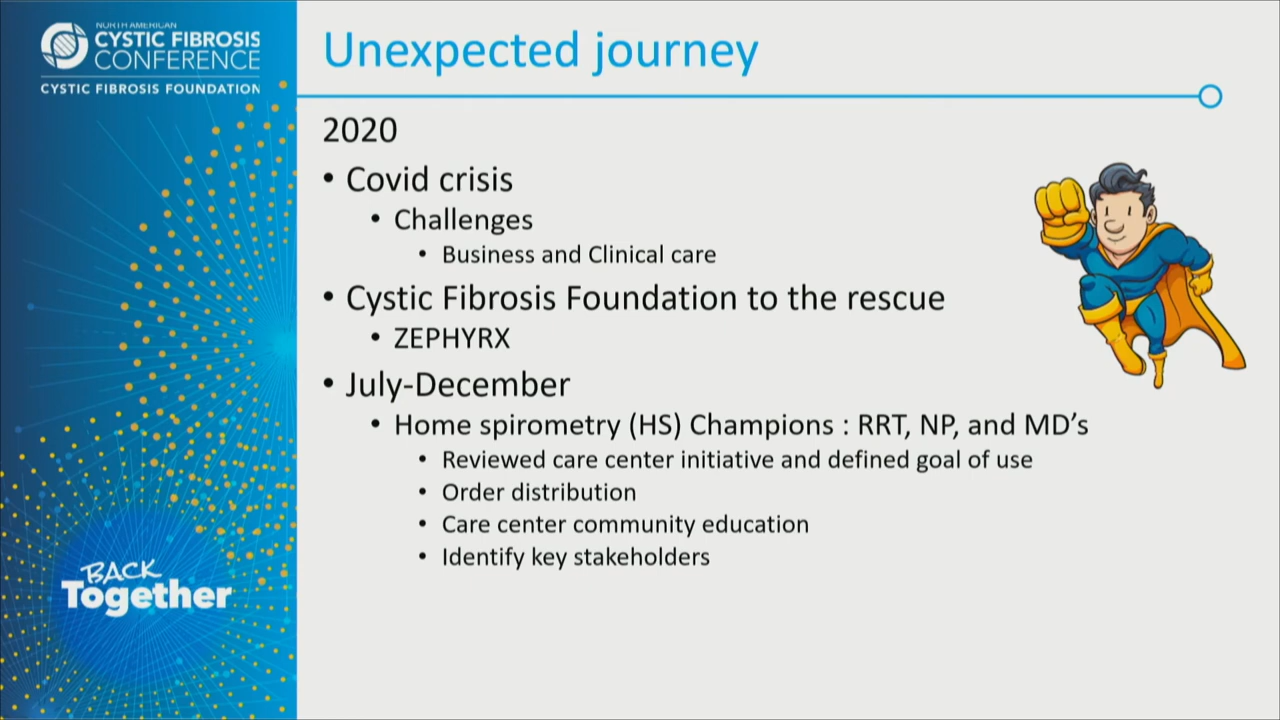 NORTH AMERICAN
CYSTIC FIBROSIS
CONFERENCE
CYSTIC FIBROSIS FOUNDATION
Unexpected journey
2020
• Covid crisis
• Challenges
• Business and Clinical care
• Cystic Fibrosis Foundation to the rescue
• ZEPHYRX
• July-December
• Home spirometry (HS) Champions : RRT, NP, and MD’s
• Reviewed care center initiative and defined goal of use
• Order distribution
• Care center community education
• Identify key stakeholders
BACK
Together